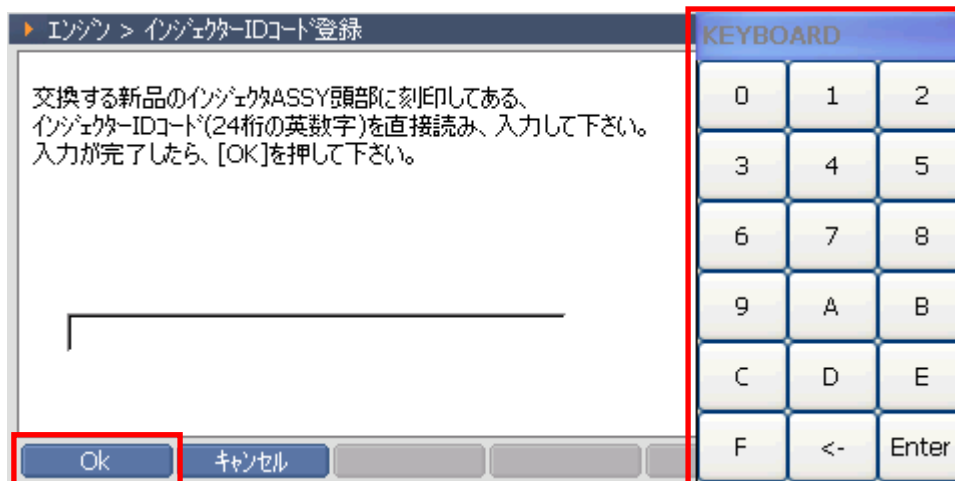 エンジン > インジェクターIDコード登録
交換する新品のインジェクタASSY頭部に刻印してある、
インジェクターIDコード(24桁の英数字)を直接読み、入力して下さい。
入力が完了したら、[OK]を押して下さい。
Ok
キャンセル
KEYBOARD
0 1 2
3 4 5
6 7 8
9 A B
C D E
F <- Enter